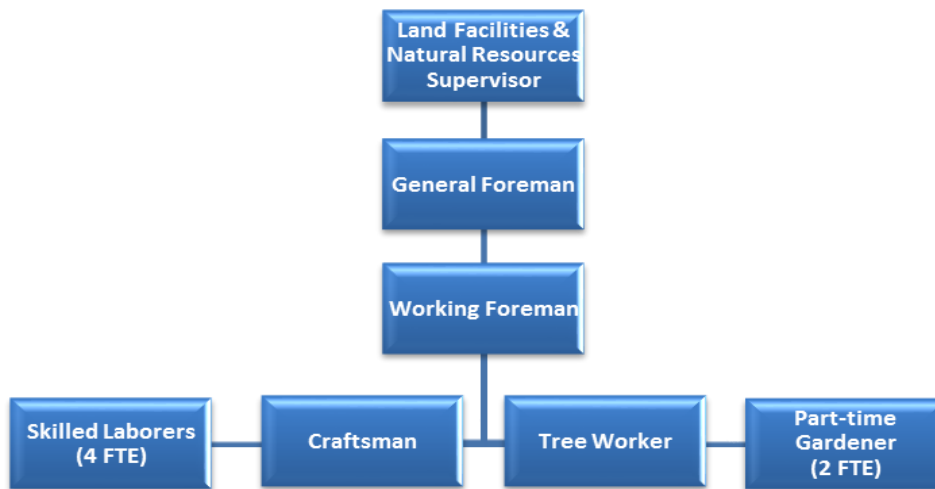 Land Facilities &
Natural Resources
Supervisor
General Foreman
Working Foreman
Skilled Laborers
(4 FTE)
Craftsman
Tree Worker
Part-time
Gardener
(2 FTE)